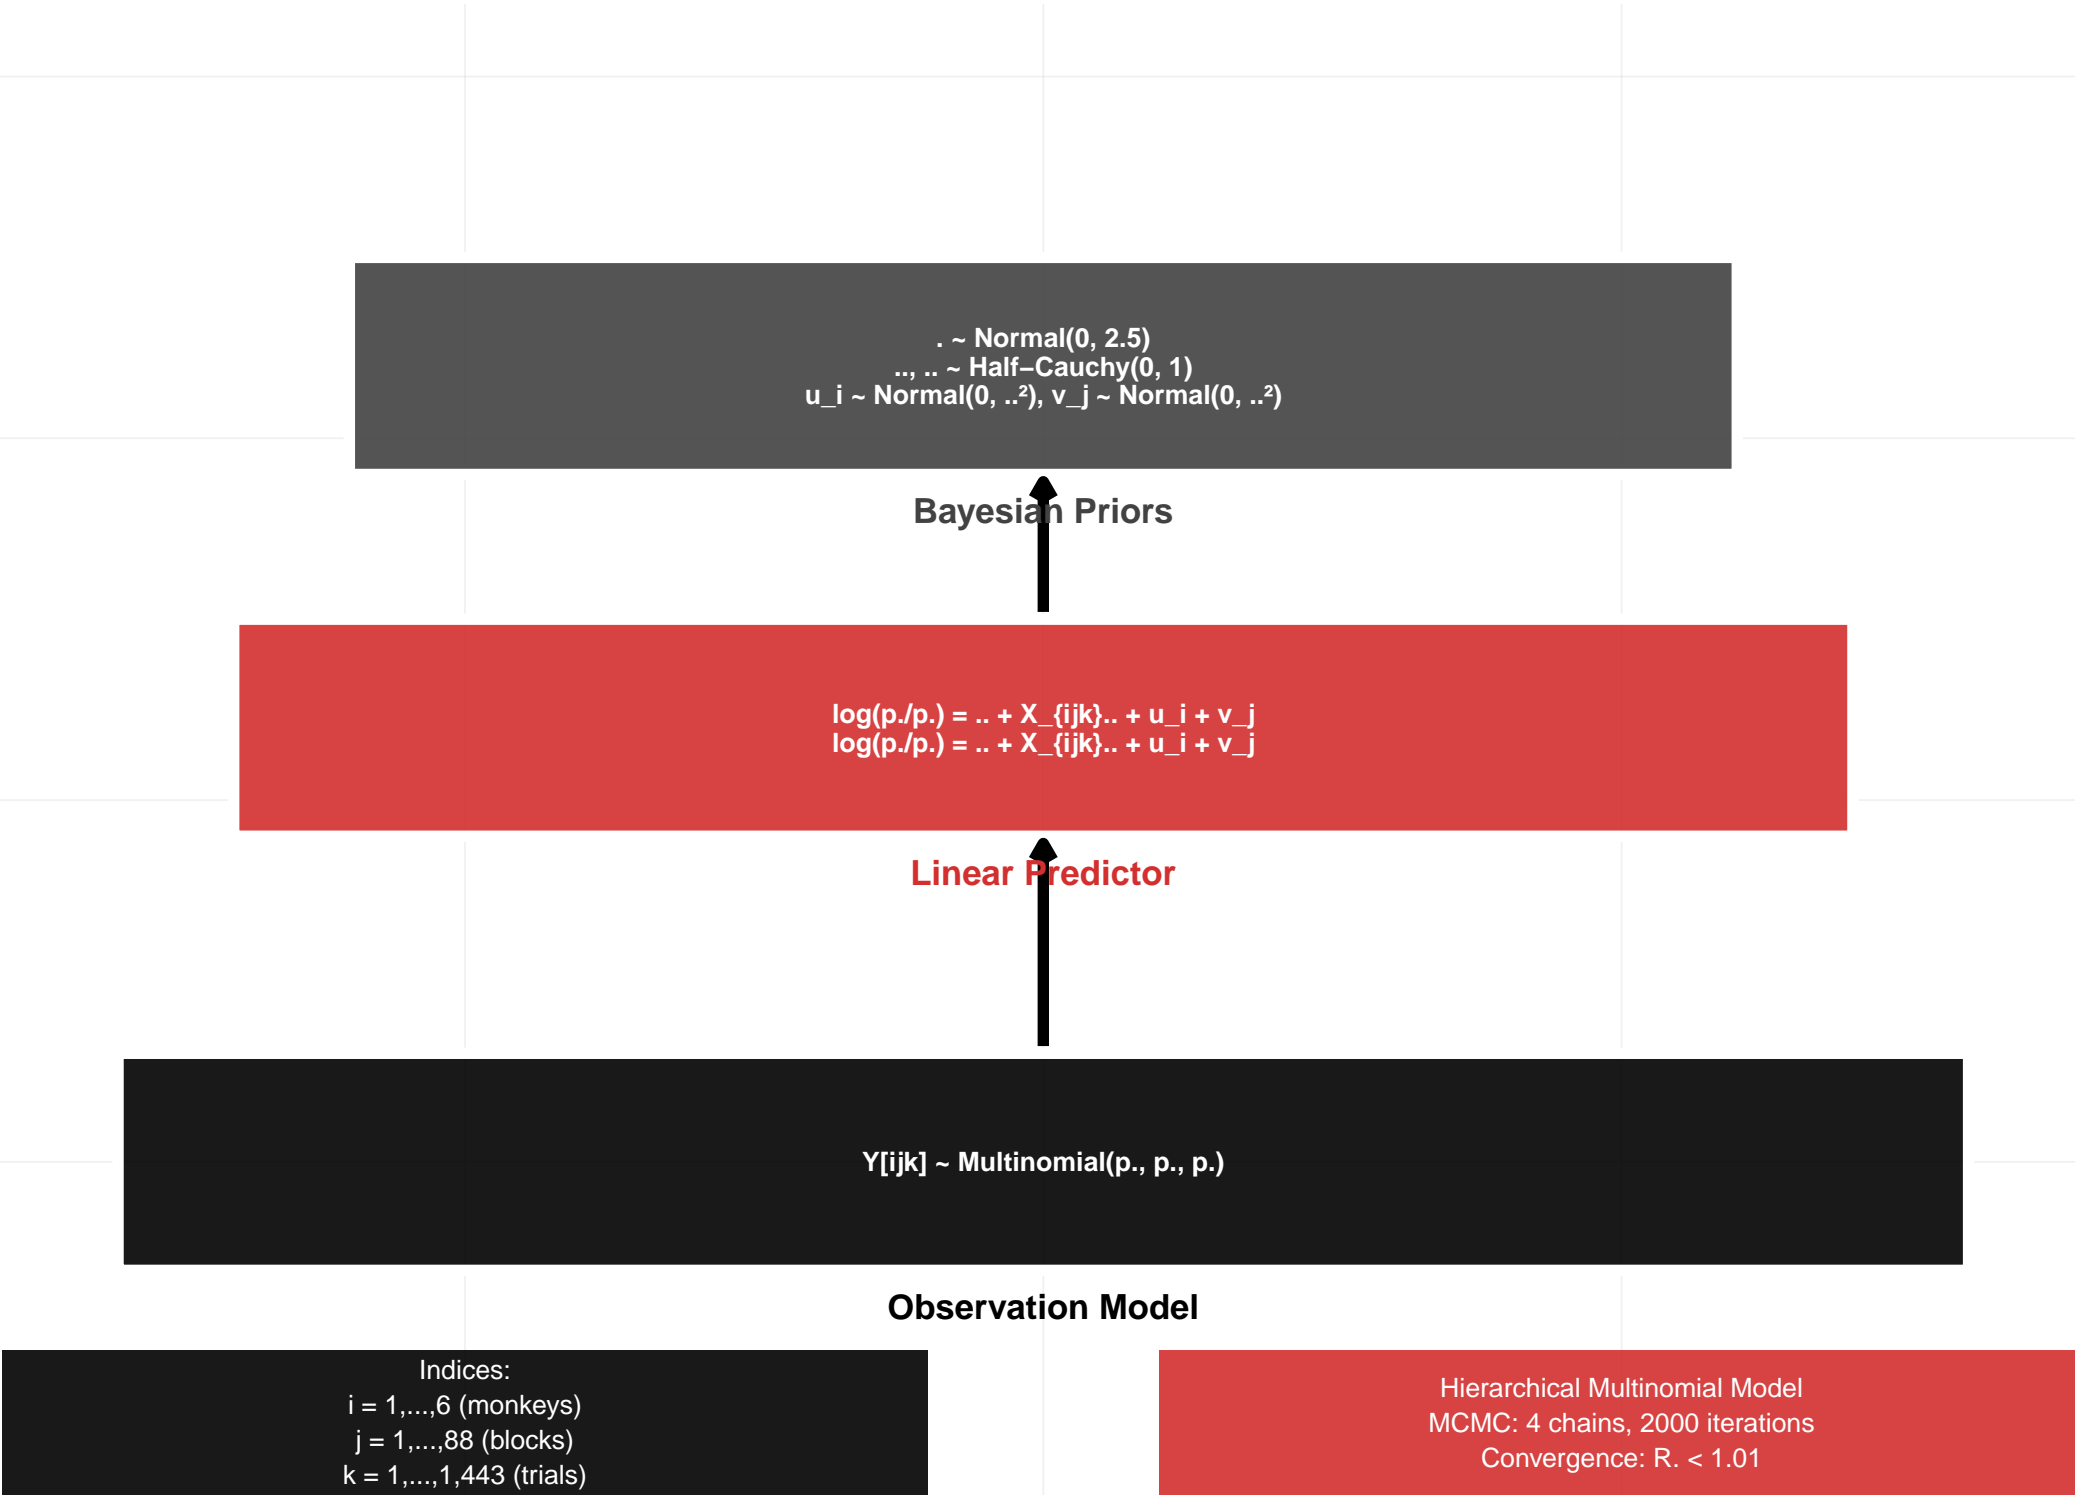 . ~ Normal(0, 2.5)
.., .. ~ Half−Cauchy(0, 1)
u_i ~ Normal(0, ..²), v_j ~ Normal(0, ..²)
Bayesian Priors
log(p./p.) = .. + X_{ijk}.. + u_i + v_j
log(p./p.) = .. + X_{ijk}.. + u_i + v_j
Linear Predictor
Y[ijk] ~ Multinomial(p., p., p.)
Observation Model
Indices:
i = 1,...,6 (monkeys)
j = 1,...,88 (blocks)
k = 1,...,1,443 (trials)
Hierarchical Multinomial Model
MCMC: 4 chains, 2000 iterations
Convergence: R. < 1.01